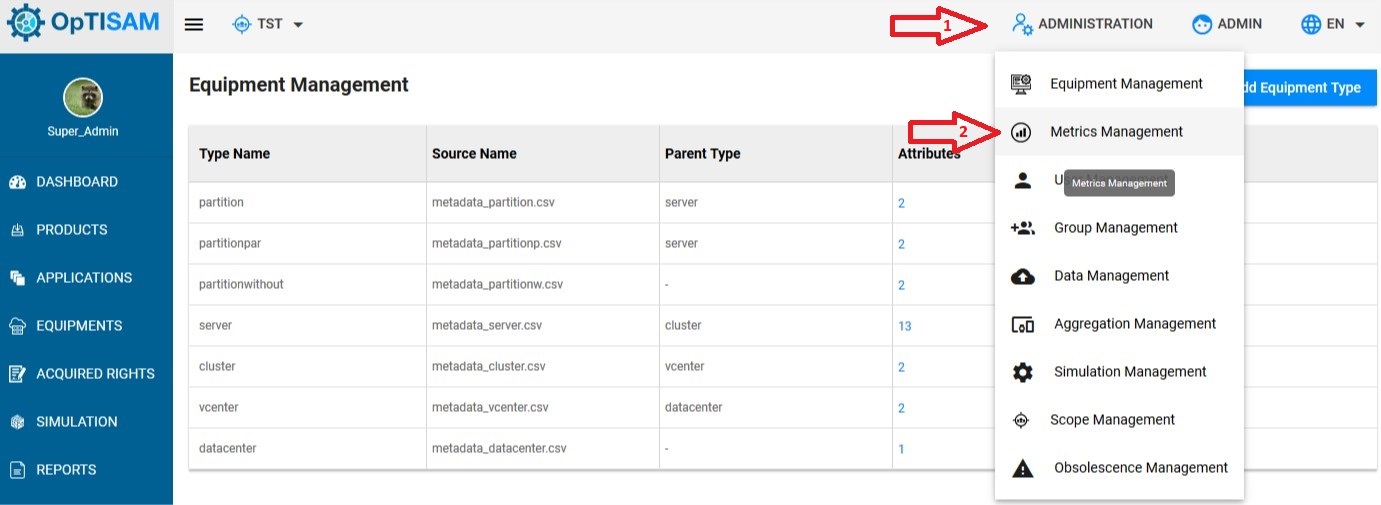 OpTISAM
TST
1
ADMINISTRATION
ADMIN
EN
Super_Admin
DASHBOARD
PRODUCTS
APPLICATIONS
EQUIPMENTS
ACQUIRED RIGHTS
SIMULATION
REPORTS
Equipment Management
dd Equipment Type
Type Name Source Name Parent Type Attributes
partition metadata_partition.csv server 2
partitionpar metadata_partitionp.csv server 2
partitionwithout metadata_partitionw.csv - 2
server metadata_server.csv cluster 13
cluster metadata_cluster.csv vcenter 2
vcenter metadata_vcenter.csv datacenter 2
datacenter metadata_datacenter.csv - 1
Equipment Management
2
Metrics Management
User Management
Metrics Management
Group Management
Data Management
Aggregation Management
Simulation Management
Scope Management
Obsolescence Management